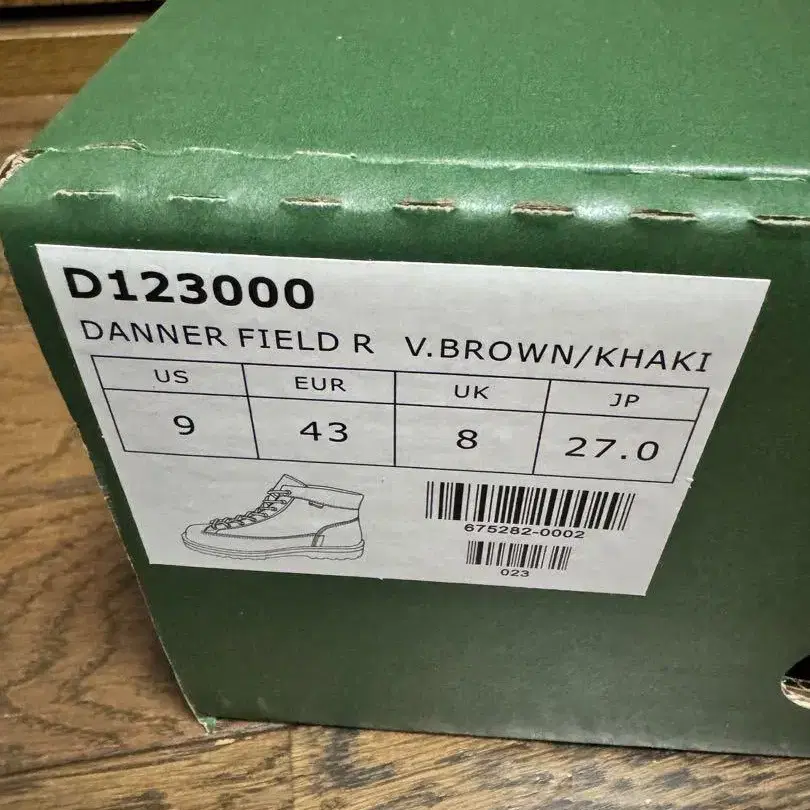 D123000
DANNER FIELD R V.BROWN/KHAKI
US EUR UK JP
9 43 8 27.0
675282-0002
023